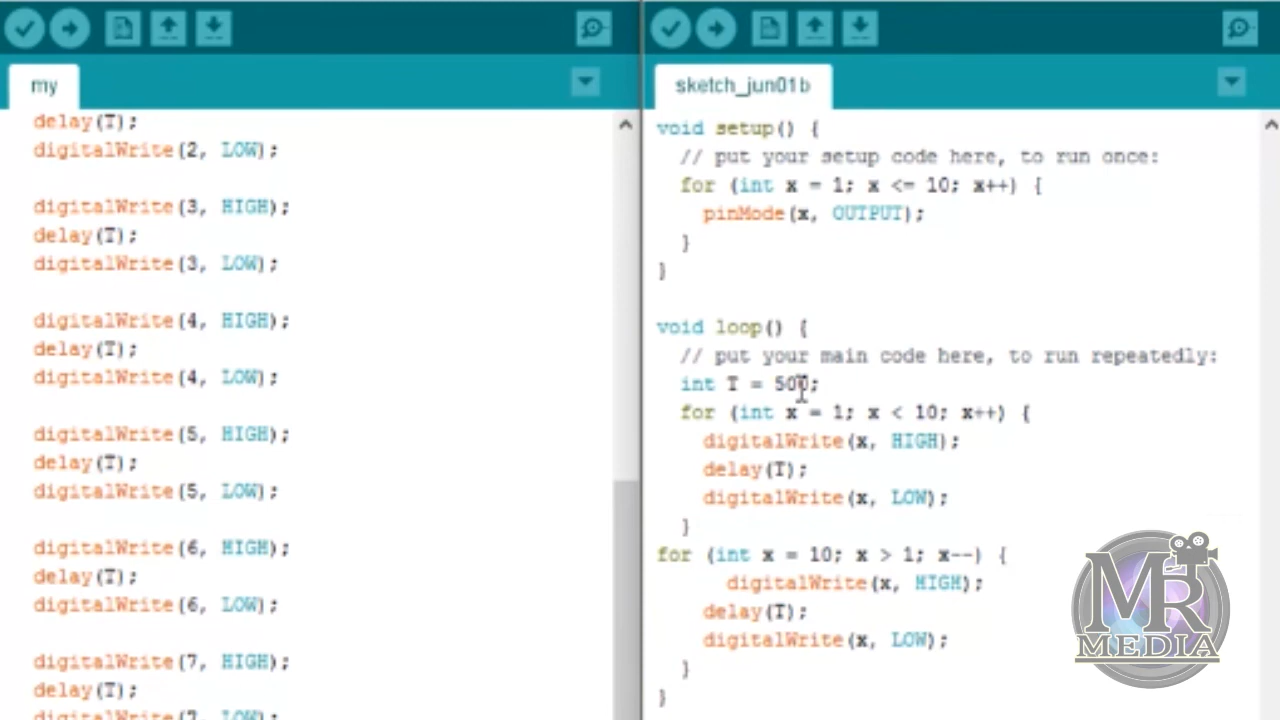 my
delay(T);
digitalWrite(2, LOW);
digitalWrite(3, HIGH);
delay(T);
digitalWrite(3, LOW);
digitalWrite(4, HIGH);
delay(T);
digitalWrite(4, LOW);
digitalWrite(5, HIGH);
delay(T);
digitalWrite(5, LOW);
digitalWrite(6, HIGH);
delay(T);
digitalWrite(6, LOW);
digitalWrite(7, HIGH);
delay(T);
digitalWrite(7, LOW);
sketch_jun01b
void setup() {
// put your setup code here, to run once:
for (int x = 1; x <= 10; x++) {
pinMode(x, OUTPUT);
}
}
void loop() {
// put your main code here, to run repeatedly:
int T = 500;
for (int x = 1; x < 10; x++) {
digitalWrite(x, HIGH);
delay(T);
digitalWrite(x, LOW);
}
for (int x = 10; x > 1; x--) {
digitalWrite(x, HIGH);
delay(T);
digitalWrite(x, LOW);
}
}
MR
MEDIA